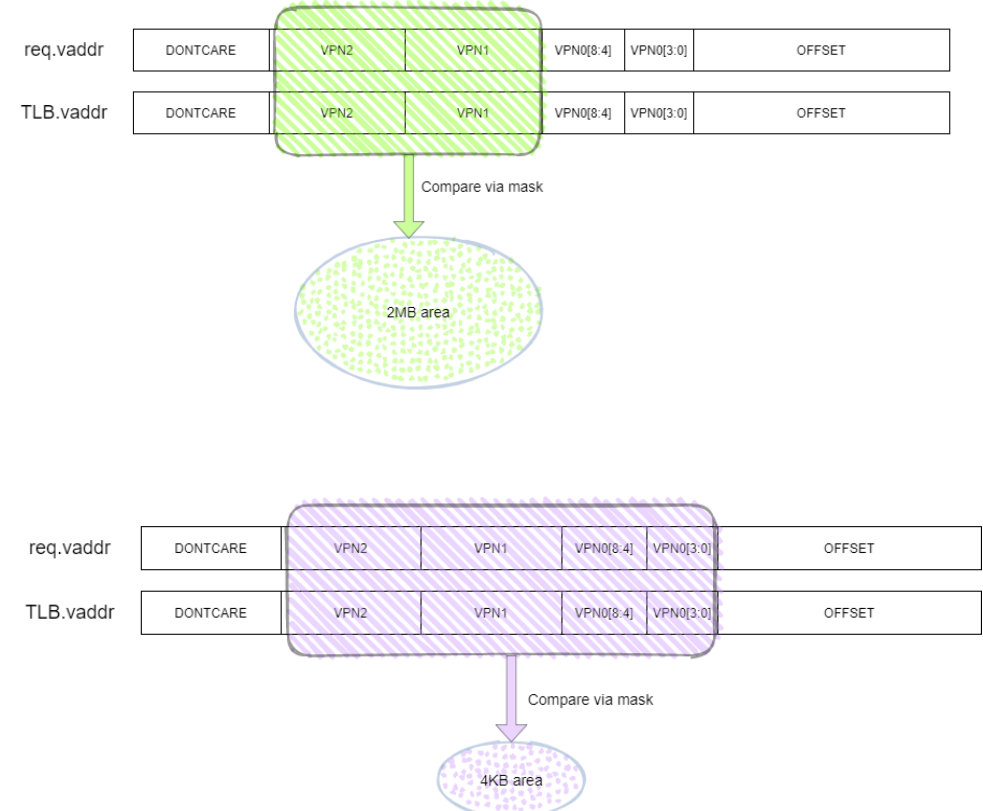 req.vaddr DONTCARE VPN2 VPN1 VPN0[8:4] VPN0[3:0] OFFSET
TLB.vaddr DONTCARE VPN2 VPN1 VPN0[8:4] VPN0[3:0] OFFSET
Compare via mask
2MB area
req.vaddr DONTCARE VPN2 VPN1 VPN0[8:4] VPN0[3:0] OFFSET
TLB.vaddr DONTCARE VPN2 VPN1 VPN0[8:4] VPN0[3:0] OFFSET
Compare via mask
4KB area